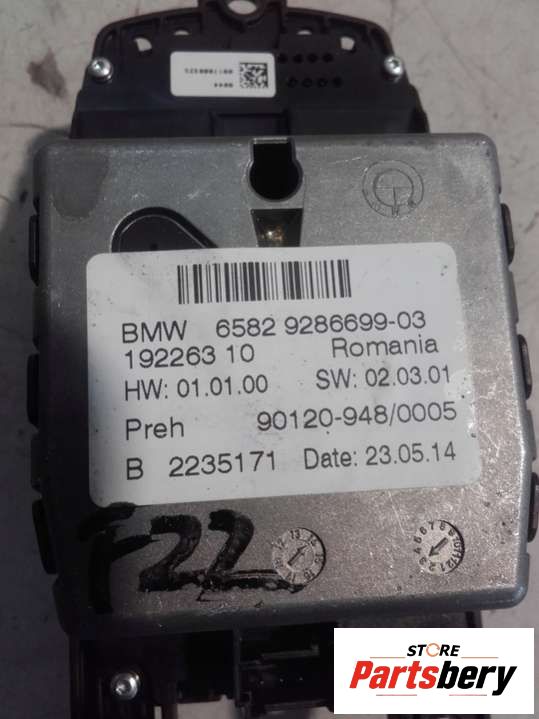 BMW 6582 9286699-03
192263 10 Romania
HW: 01.01.00 SW: 02.03.01
Preh 90120-948/0005
B 2235171 Date: 23.05.14
F22
STORE
Partsbery